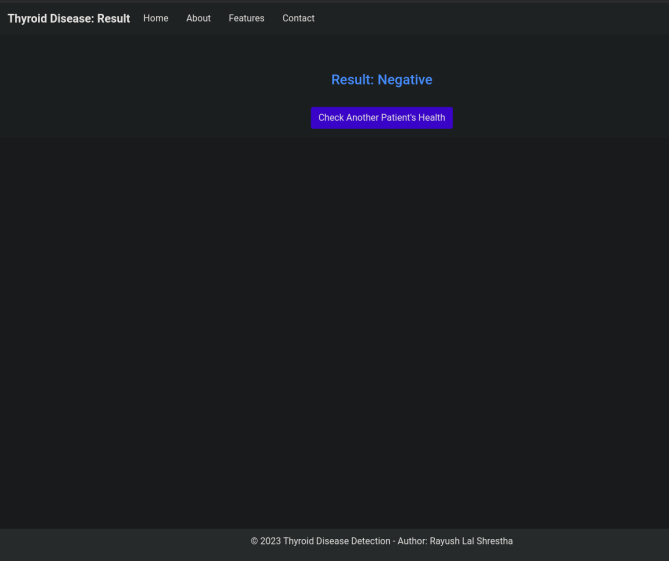 Thyroid Disease: Result Home About Features Contact
Result: Negative
Check Another Patient's Health
© 2023 Thyroid Disease Detection - Author: Rayush Lal Shrestha